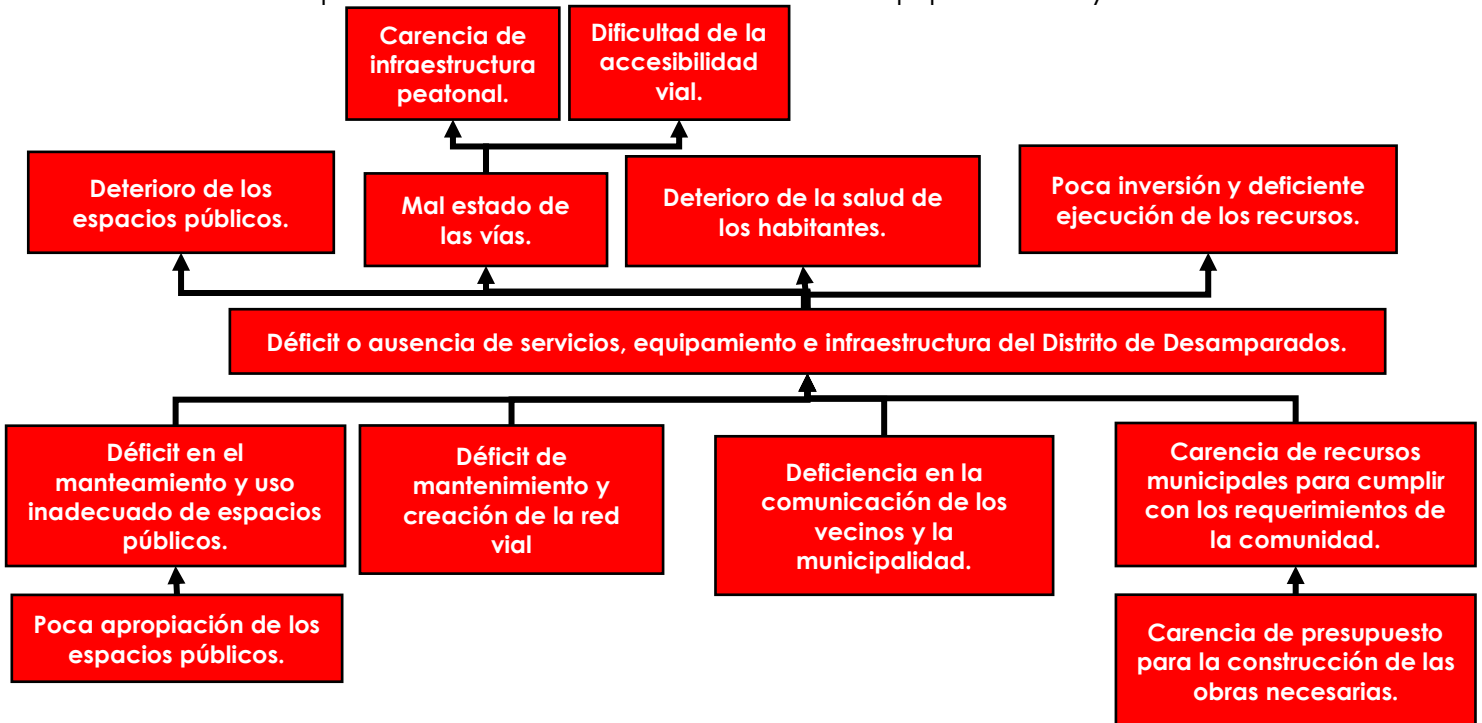 Carencia de
infraestructura
peatonal.
Dificultad de la
accesibilidad
vial.
Deterioro de los
espacios públicos.
Mal estado de
las vías.
Deterioro de la salud de
los habitantes.
Poca inversión y deficiente
ejecución de los recursos.
Déficit o ausencia de servicios, equipamiento e infraestructura del Distrito de Desamparados.
Déficit en el
manteamiento y uso
inadecuado de espacios
públicos.
Déficit de
mantenimiento y
creación de la red
vial
Deficiencia en la
comunicación de los
vecinos y la
municipalidad.
Carencia de recursos
municipales para cumplir
con los requerimientos de
la comunidad.
Poca apropiación de los
espacios públicos.
Carencia de presupuesto
para la construcción de las
obras necesarias.